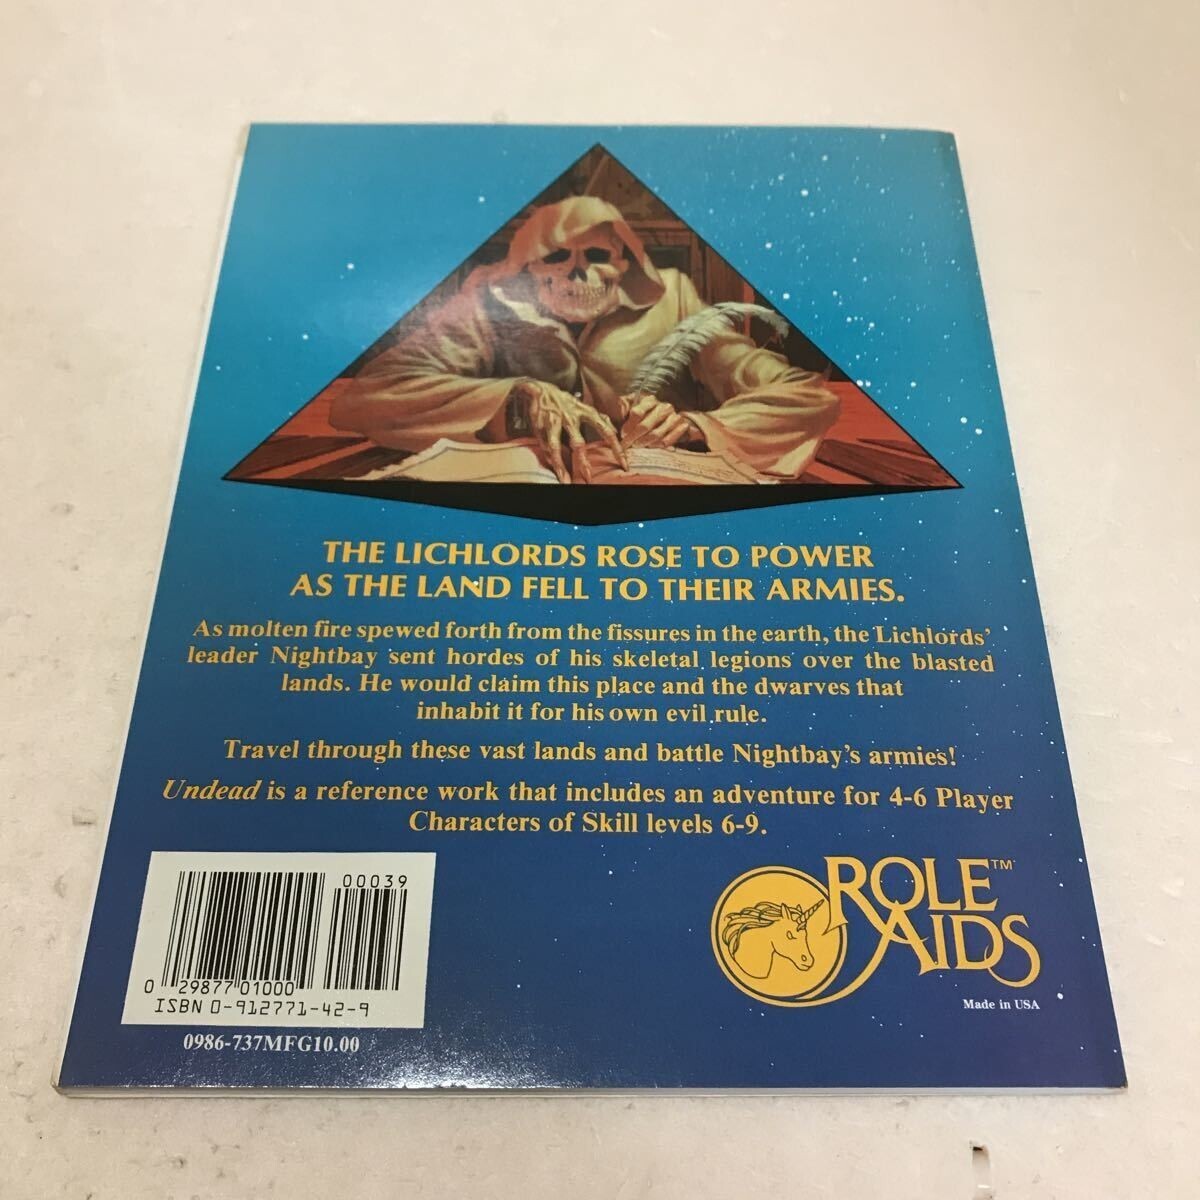 THE LICHLORDS ROSE TO POWER
AS THE LAND FELL TO THEIR ARMIES.
As molten fire spewed forth from the fissures in the earth, the Lichlords'
leader Nightbay sent hordes of his skeletal legions over the blasted
lands. He would claim this place and the dwarves that
inhabit it for his own evil rule.
Travel through these vast lands and battle Nightbay's armies!
Undead is a reference work that includes an adventure for 4-6 Player
Characters of Skill levels 6-9.
00039
0 29877 01000
ISBN 0-912771-42-9
0986-737MFG10.00
ROLE™
AIDS
Made in USA